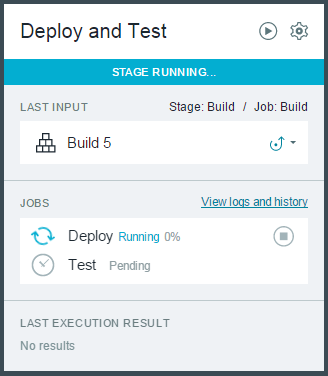 Deploy and Test
STAGE RUNNING...
LAST INPUT Stage: Build / Job: Build
Build 5
JOBS View logs and history
Deploy Running 0%
Test Pending
LAST EXECUTION RESULT
No results